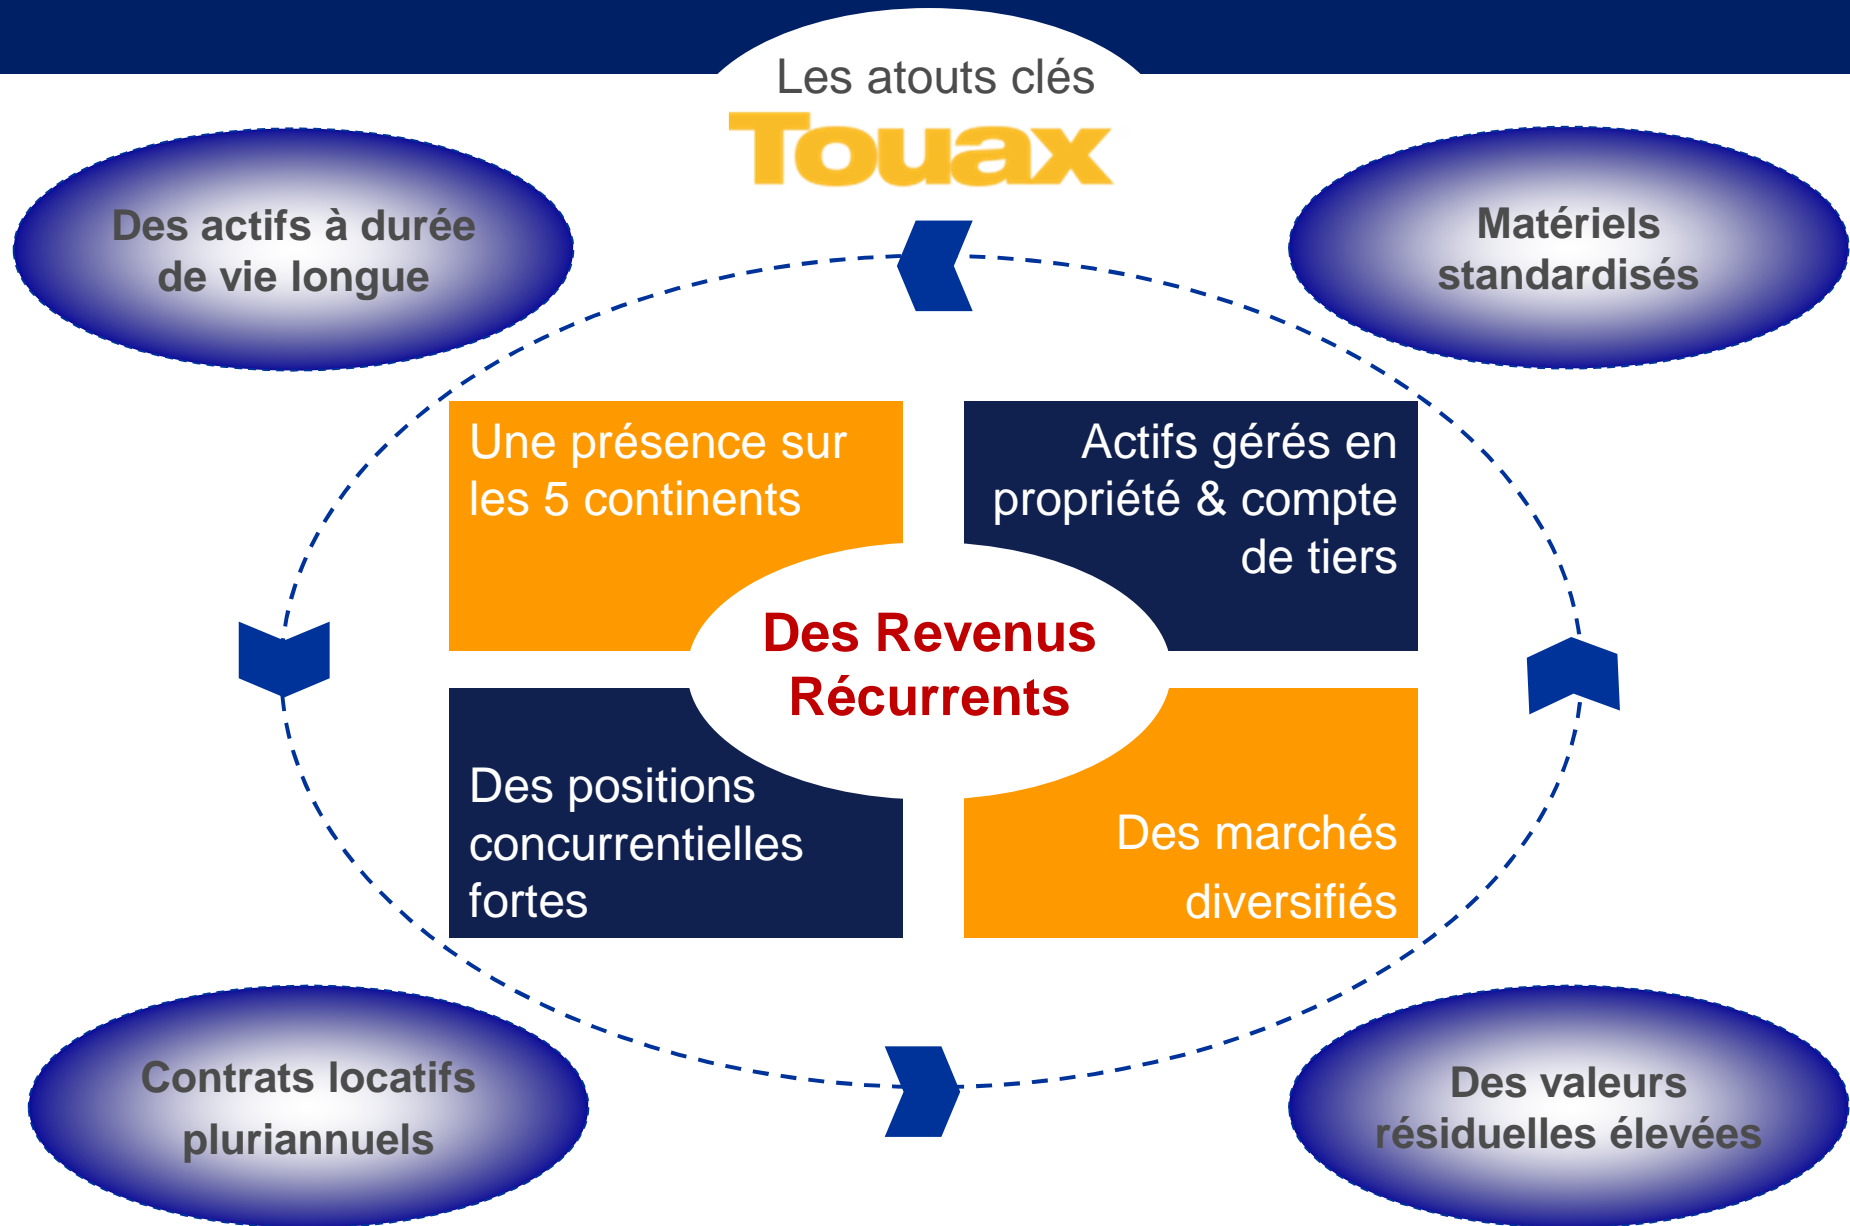 Les atouts clés
Touax
Des actifs à durée
de vie longue
Matériels
standardisés
Une présence sur
les 5 continents
Actifs gérés en
propriété & compte
de tiers
Des Revenus
Récurrents
Des positions
concurrentielles
fortes
Des marchés
diversifiés
Contrats locatifs
pluriannuels
Des valeurs
résiduelles élevées